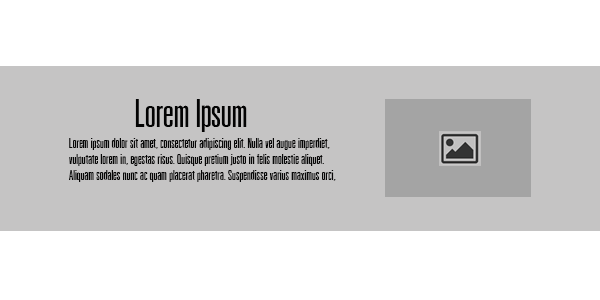 Lorem Ipsum
Lorem ipsum dolor sit amet, consectetur adipiscing elit. Nulla vel augue imperdiet,
vulputate lorem in, egestas risus. Quisque pretium justo in felis molestie aliquet.
Aliquam sodales nunc ac quam placerat pharetra. Suspendisse varius maximus orci,